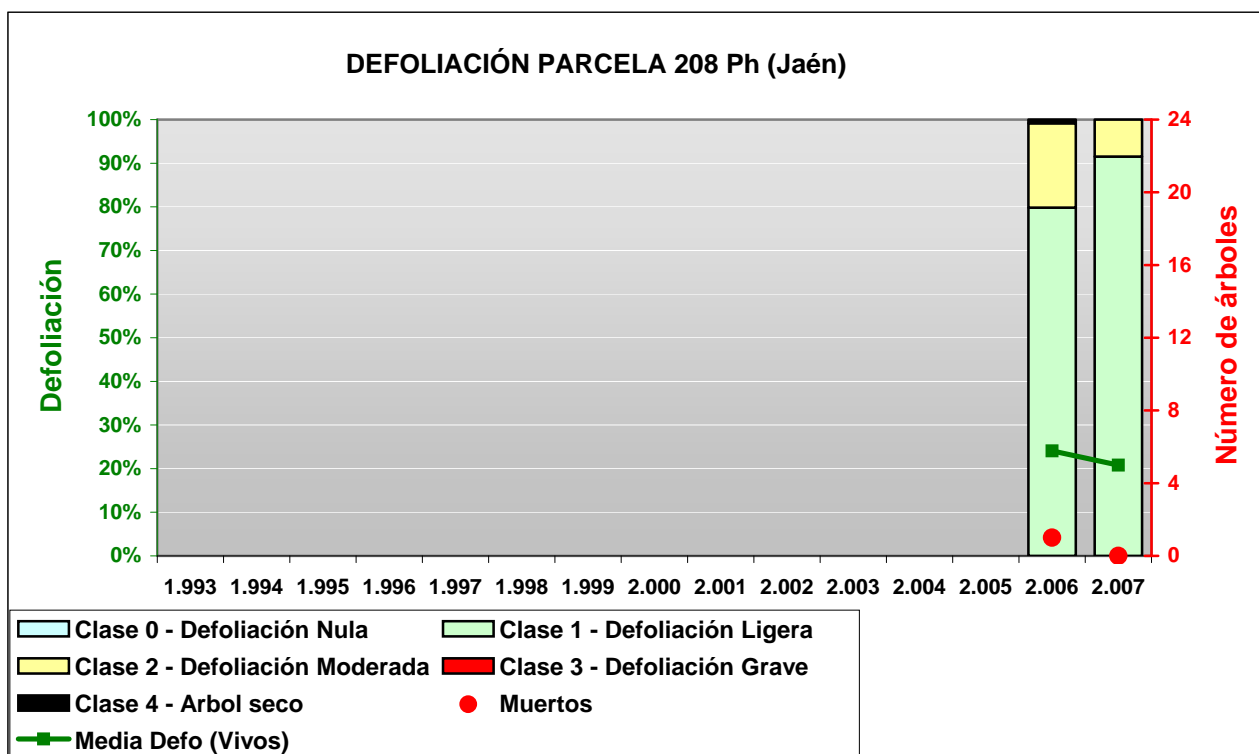 DEFOLIACIÓN PARCELA 208 Ph (Jaén)
100%
90%
80%
70%
60%
50%
40%
30%
20%
10%
0%
Defoliación
24
20
16
12
8
4
0
Número de árboles
1.993 1.994 1.995 1.996 1.997 1.998 1.999 2.000 2.001 2.002 2.003 2.004 2.005 2.006 2.007
Clase 0 - Defoliación Nula
Clase 1 - Defoliación Ligera
Clase 2 - Defoliación Moderada
Clase 3 - Defoliación Grave
Clase 4 - Arbol seco
Muertos
Media Defo (Vivos)